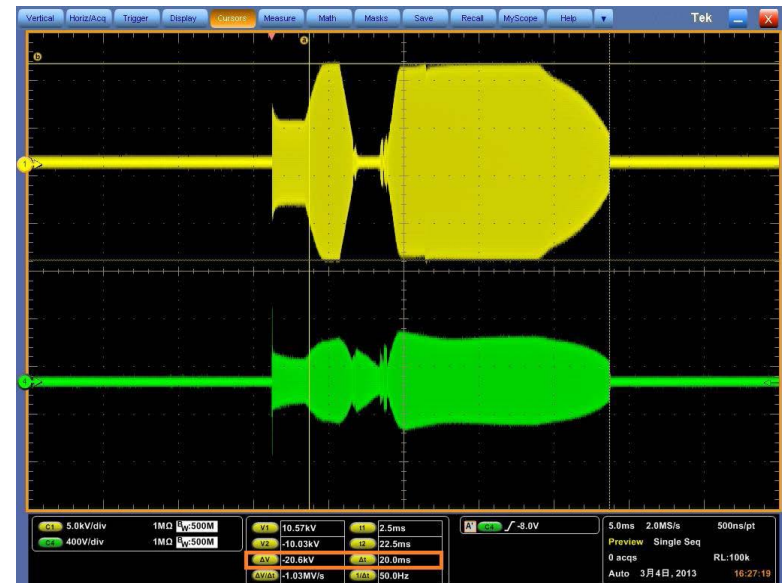 Vertical Horiz/Acq Trigger Display Cursors Measure Math Masks Save Recall MyScope Help Tek
a
b
1
4
C1 5.0kV/div 1MΩ BW:500M
C4 400V/div 1MΩ BW:500M
V1 10.57kV t1 2.5ms
V2 -10.03kV t2 22.5ms
ΔV -20.6kV Δt 20.0ms
ΔV/Δt -1.03MV/s 1/Δt 50.0Hz
A' C4 -8.0V
5.0ms 2.0MS/s 500ns/pt
Preview Single Seq
0 acqs RL:100k
Auto 3月4日, 2013 16:27:19